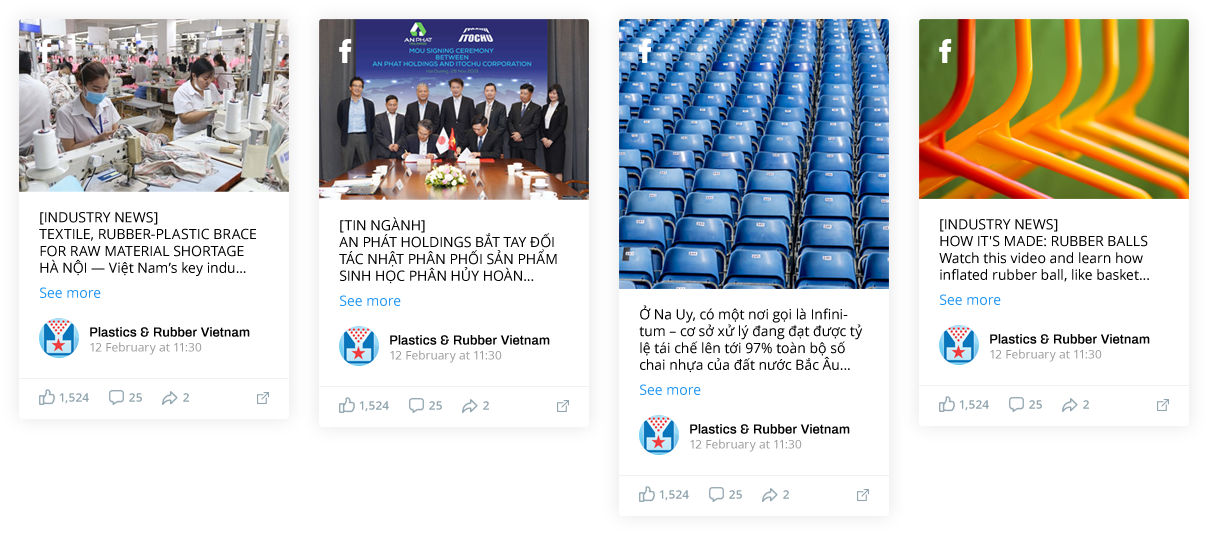 [INDUSTRY NEWS]
TEXTILE, RUBBER-PLASTIC BRACE
FOR RAW MATERIAL SHORTAGE
HÀ NỘI — Việt Nam’s key indu...
See more
Plastics & Rubber Vietnam
12 February at 11:30
1,524 25 2
AN PHAT
ITOCHU
MOU SIGNING CEREMONY
BETWEEN
AN PHAT HOLDINGS AND ITOCHU CORPORATION
[TIN NGÀNH]
AN PHÁT HOLDINGS BẮT TAY ĐỐI
TÁC NHẬT PHÂN PHỐI SẢN PHẨM
SINH HỌC PHÂN HỦY HOÀN...
See more
Plastics & Rubber Vietnam
12 February at 11:30
1,524 25 2
Ở Na Uy, có một nơi gọi là Infini-
tum – cơ sở xử lý đang đạt được tỷ
lệ tái chế lên tới 97% toàn bộ số
chai nhựa của đất nước Bắc Âu...
See more
Plastics & Rubber Vietnam
12 February at 11:30
1,524 25 2
[INDUSTRY NEWS]
HOW IT'S MADE: RUBBER BALLS
Watch this video and learn how
inflated rubber ball, like basket...
See more
Plastics & Rubber Vietnam
12 February at 11:30
1,524 25 2